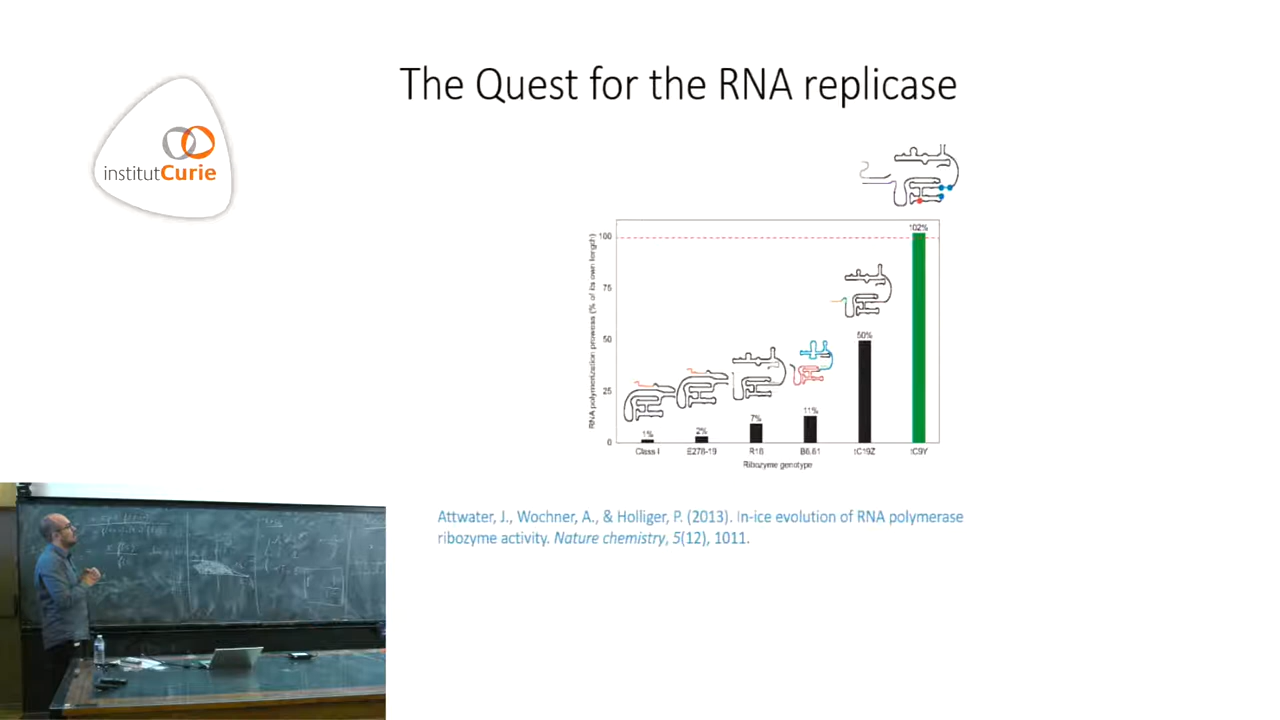 The Quest for the RNA replicase
institutCurie
RNA polymerization prowess (% of its own length)
100
75
50
25
0
1%
2%
7%
11%
50%
102%
Class I
E278-19
R18
B6.61
tC19Z
tC9Y
Ribozyme genotype
Attwater, J., Wochner, A., & Holliger, P. (2013). In-ice evolution of RNA polymerase
ribozyme activity. Nature chemistry, 5(12), 1011.